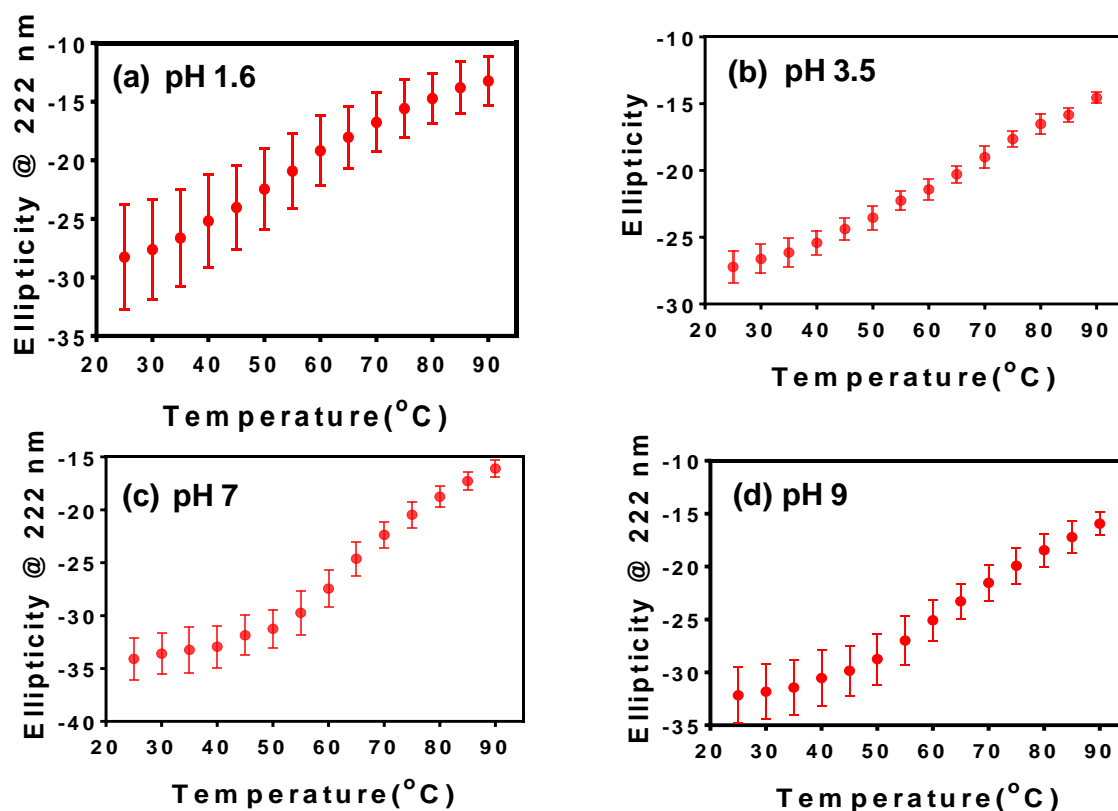 (a) pH 1.6
Ellipticity @ 222 nm
-10
-15
-20
-25
-30
-35
20 30 40 50 60 70 80 90
Temperature(°C)
(b) pH 3.5
Ellipticity
-10
-15
-20
-25
-30
20 30 40 50 60 70 80 90
Temperature(°C)
(c) pH 7
Ellipticity @ 222 nm
-15
-20
-25
-30
-35
-40
20 30 40 50 60 70 80 90
Temperature(°C)
(d) pH 9
Ellipticity @ 222 nm
-10
-15
-20
-25
-30
-35
20 30 40 50 60 70 80 90
Temperature(°C)